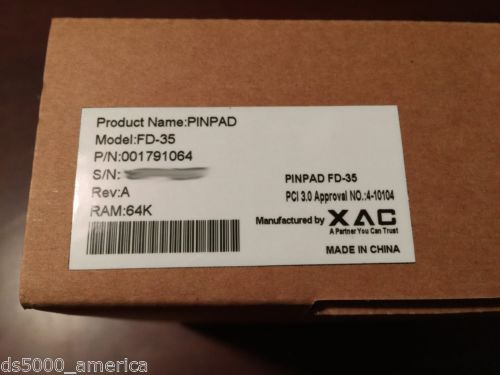 Product Name:PINPAD
Model:FD-35
P/N:001791064
S/N:
Rev:A
RAM:64K
PINPAD FD-35
PCI 3.0 Approval NO.:4-10104
Manufactured by XAC
A Partner You Can Trust
MADE IN CHINA
ds5000_america